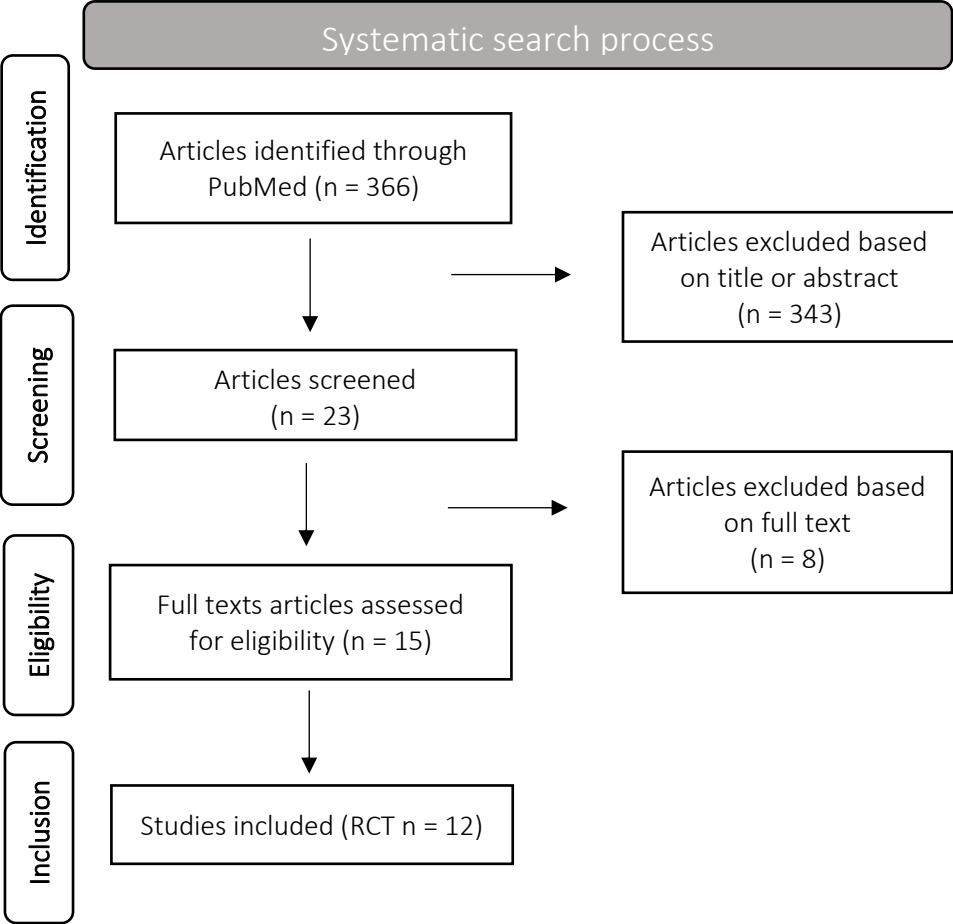 Systematic search process
Identification
Articles identified through
PubMed (n = 366)
Articles excluded based
on title or abstract
(n = 343)
Screening
Articles screened
(n = 23)
Articles excluded based
on full text
(n = 8)
Eligibility
Full texts articles assessed
for eligibility (n = 15)
Inclusion
Studies included (RCT n = 12)